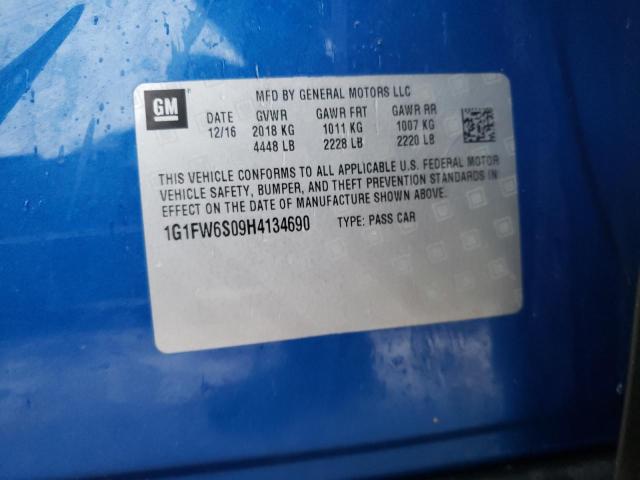 GM
MFD BY GENERAL MOTORS LLC
DATE GVWR GAWR FRT GAWR RR
12/16 2018 KG 1011 KG 1007 KG
4448 LB 2228 LB 2220 LB
THIS VEHICLE CONFORMS TO ALL APPLICABLE U.S. FEDERAL MOTOR
VEHICLE SAFETY, BUMPER, AND THEFT PREVENTION STANDARDS IN
EFFECT ON THE DATE OF MANUFACTURE SHOWN ABOVE.
1G1FW6S09H4134690 TYPE: PASS CAR